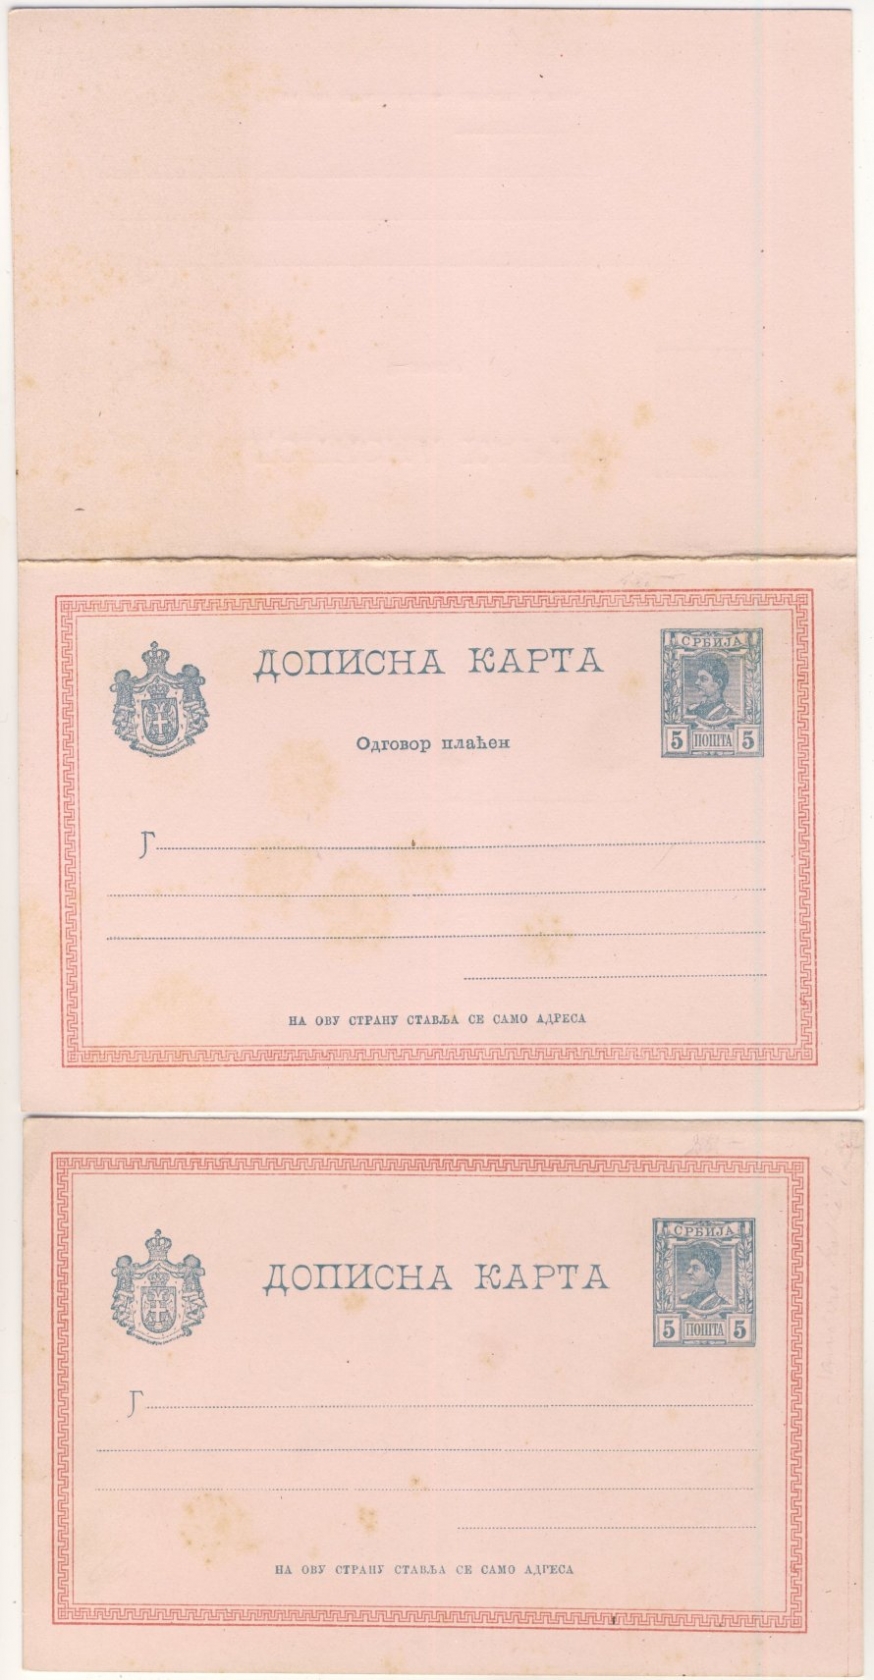 ДОПИСНА КАРТА
СРБИЈА
5 ПОШТА 5
Одговор плаћен
Г
НА ОВУ СТРАНУ СТАВЉА СЕ САМО АДРЕСА
ДОПИСНА КАРТА
СРБИЈА
5 ПОШТА 5
Г
НА ОВУ СТРАНУ СТАВЉА СЕ САМО АДРЕСА